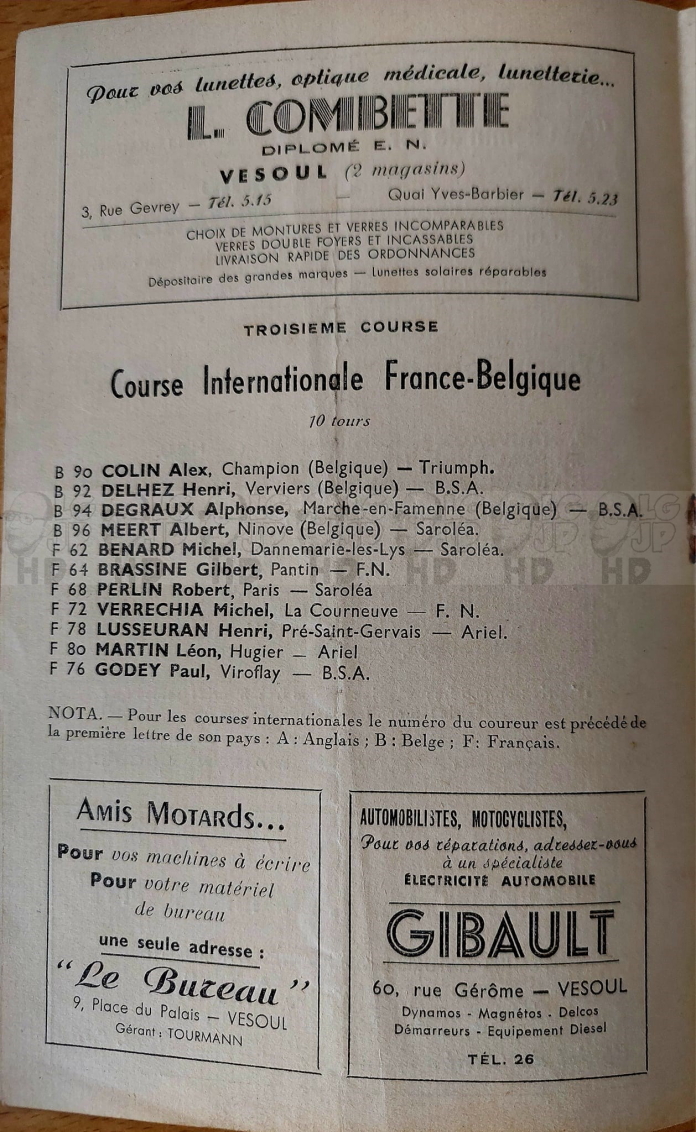 Pour vos lunettes, optique médicale, lunetterie...
L. COMBETTE
DIPLOMÉ E. N.
VESOUL (2 magasins)
3, Rue Gevrey — Tél. 5.15 — Quai Yves-Barbier — Tél. 5.23
CHOIX DE MONTURES ET VERRES INCOMPARABLES
VERRES DOUBLE FOYERS ET INCASSABLES
LIVRAISON RAPIDE DES ORDONNANCES
Dépositaire des grandes marques — Lunettes solaires réparables
TROISIEME COURSE
Course Internationale France-Belgique
10 tours
B 90 COLIN Alex, Champion (Belgique) — Triumph.
B 92 DELHEZ Henri, Verviers (Belgique) — B.S.A.
B 94 DEGRAUX Alphonse, Marche-en-Famenne (Belgique) — B.S.A.
B 96 MEERT Albert, Ninove (Belgique) — Saroléa.
F 62 BENARD Michel, Dannemarie-les-Lys — Saroléa.
F 64 BRASSINE Gilbert, Pantin — F.N.
F 68 PERLIN Robert, Paris — Saroléa
F 72 VERRECHIA Michel, La Courneuve — F. N.
F 78 LUSSEURAN Henri, Pré-Saint-Gervais — Ariel.
F 80 MARTIN Léon, Hugier — Ariel
F 76 GODEY Paul, Viroflay — B.S.A.
NOTA. — Pour les courses internationales le numéro du coureur est précédé de
la première lettre de son pays : A : Anglais ; B : Belge ; F : Français.
AMIS MOTARds...
Pour vos machines à écrire
Pour votre matériel
de bureau
une seule adresse :
"Le Bureau"
9, Place du Palais — VESOUL
Gérant : TOURMANN
AUTOMOBILISTES, MOTOCYCLISTES,
Pour vos réparations, adressez-vous
à un spécialiste
ÉLECTRICITÉ AUTOMOBILE
GIBAULT
60, rue Gérôme — VESOUL
Dynamos - Magnétos - Delcos
Démarreurs - Equipement Diesel
TÉL. 26